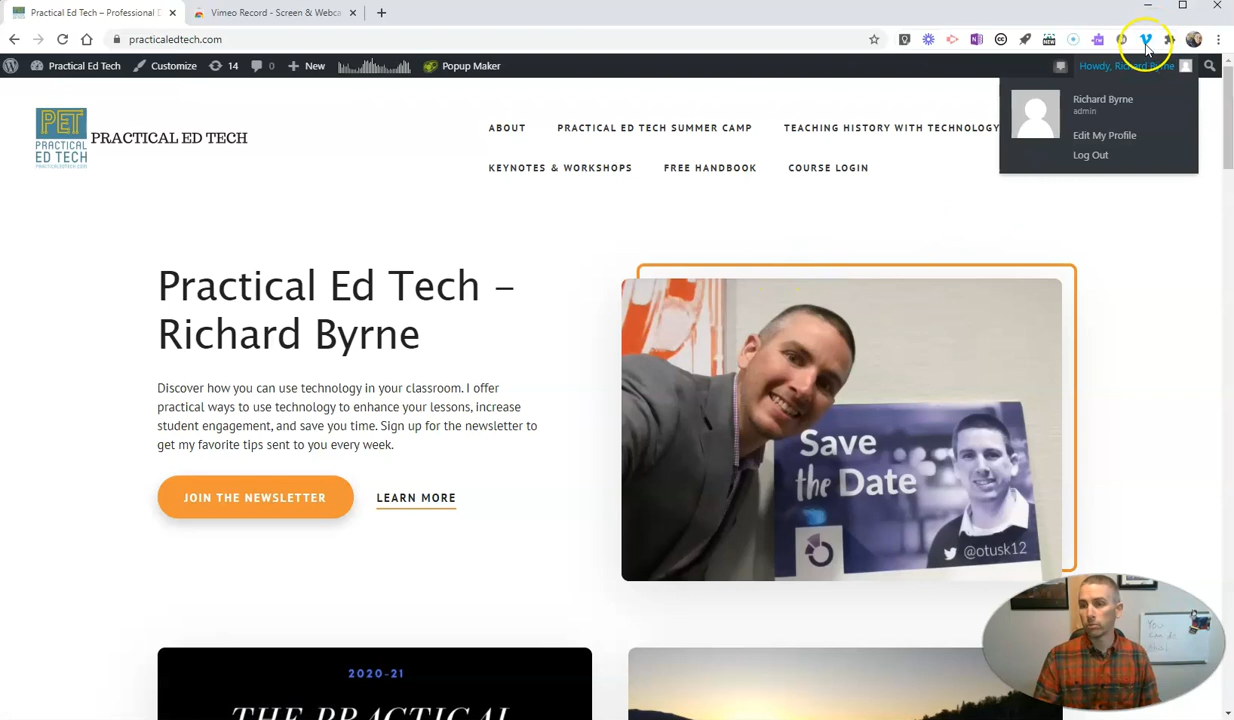 Practical Ed Tech – Professional D
Vimeo Record - Screen & Webca
practicaledtech.com
Practical Ed Tech
Customize
14
0
New
Popup Maker
Howdy, Richard Byrne
Richard Byrne
admin
Edit My Profile
Log Out
PET
PRACTICAL
ED TECH
PRACTICAL ED TECH
ABOUT
PRACTICAL ED TECH SUMMER CAMP
TEACHING HISTORY WITH TECHNOLOGY
KEYNOTES & WORKSHOPS
FREE HANDBOOK
COURSE LOGIN
Practical Ed Tech –
Richard Byrne
Discover how you can use technology in your classroom. I offer
practical ways to use technology to enhance your lessons, increase
student engagement, and save you time. Sign up for the newsletter to
get my favorite tips sent to you every week.
JOIN THE NEWSLETTER
LEARN MORE
Save
the Date
@otusk12
2020-21
THE PRACTICAL
You